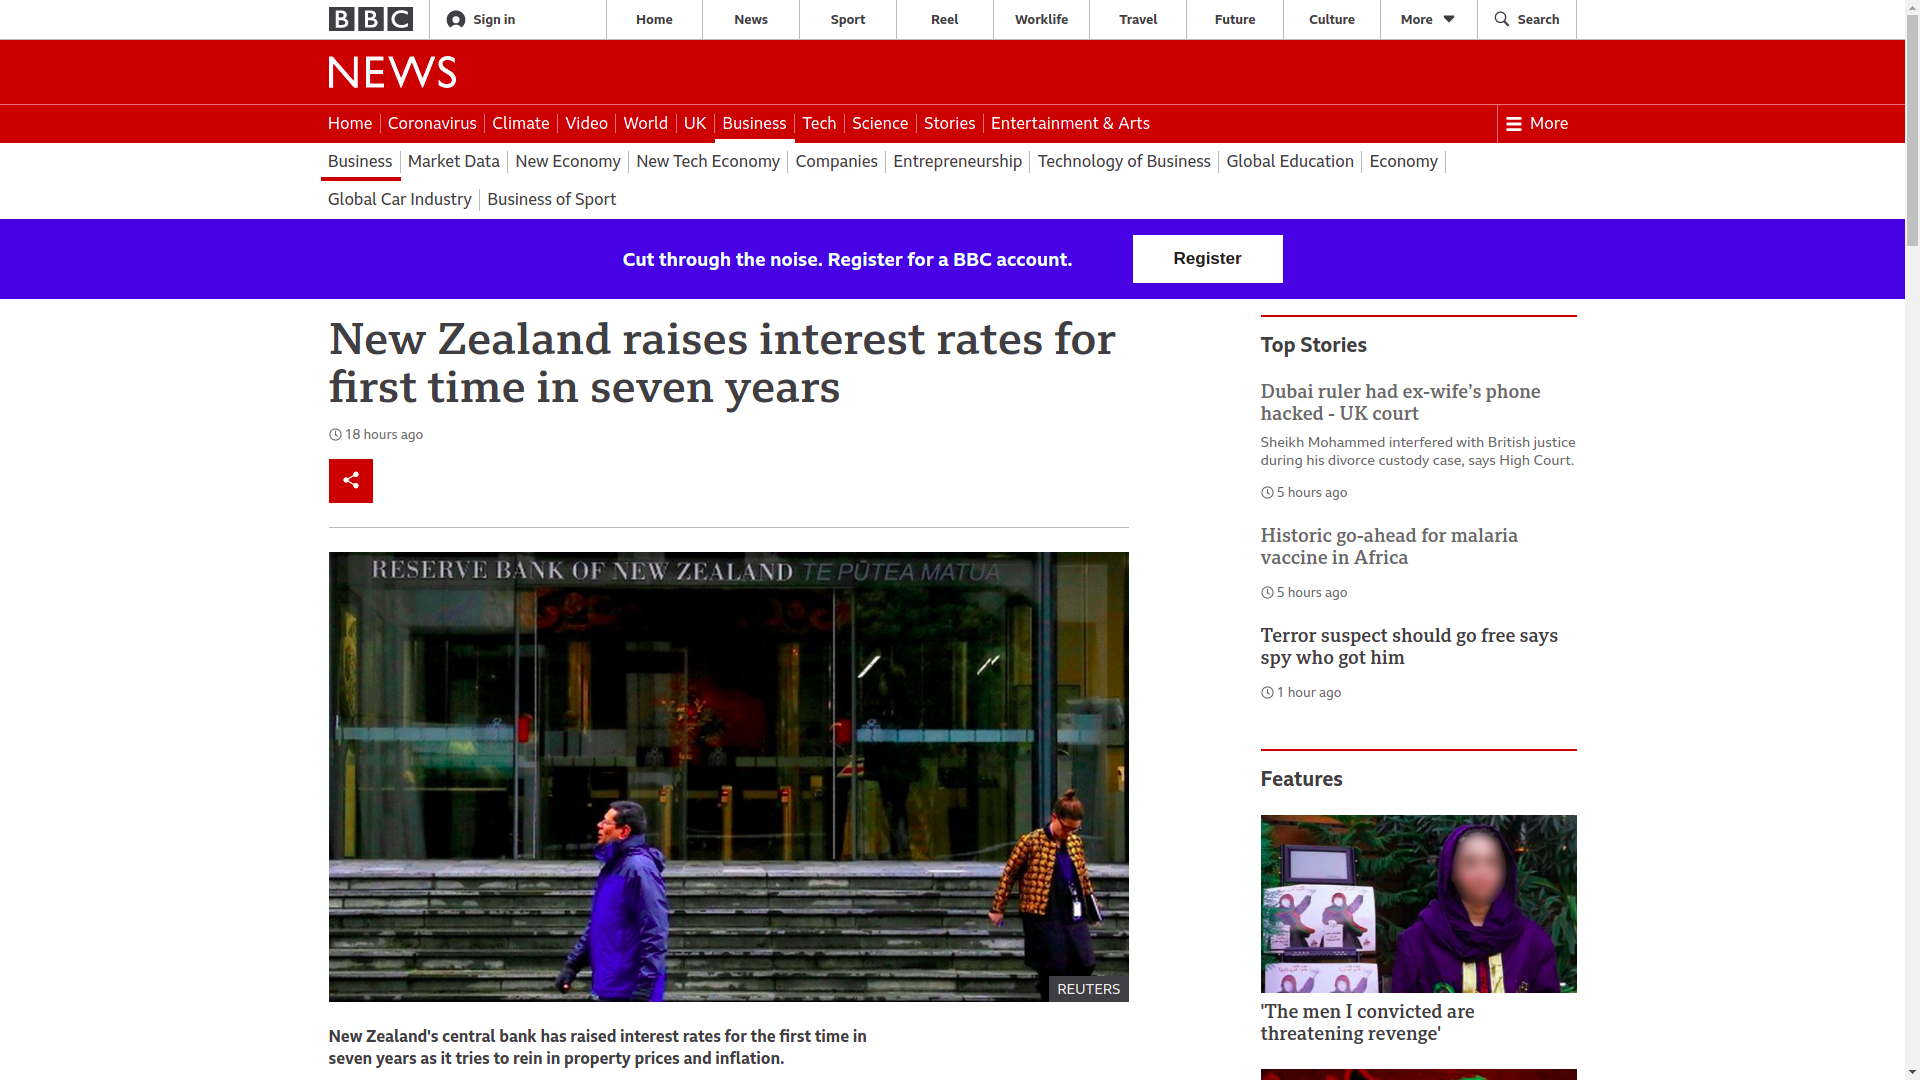 BBC
Sign in
Home
News
Sport
Reel
Worklife
Travel
Future
Culture
More
Search
NEWS
Home
Coronavirus
Climate
Video
World
UK
Business
Tech
Science
Stories
Entertainment & Arts
More
Business
Market Data
New Economy
New Tech Economy
Companies
Entrepreneurship
Technology of Business
Global Education
Economy
Global Car Industry
Business of Sport
Cut through the noise. Register for a BBC account.
Register
New Zealand raises interest rates for
first time in seven years
18 hours ago
RESERVE BANK OF NEW ZEALAND TE PŪTEA MATUA
REUTERS
New Zealand's central bank has raised interest rates for the first time in
seven years as it tries to rein in property prices and inflation.
Top Stories
Dubai ruler had ex-wife’s phone
hacked - UK court
Sheikh Mohammed interfered with British justice
during his divorce custody case, says High Court.
5 hours ago
Historic go-ahead for malaria
vaccine in Africa
5 hours ago
Terror suspect should go free says
spy who got him
1 hour ago
Features
'The men I convicted are
threatening revenge'